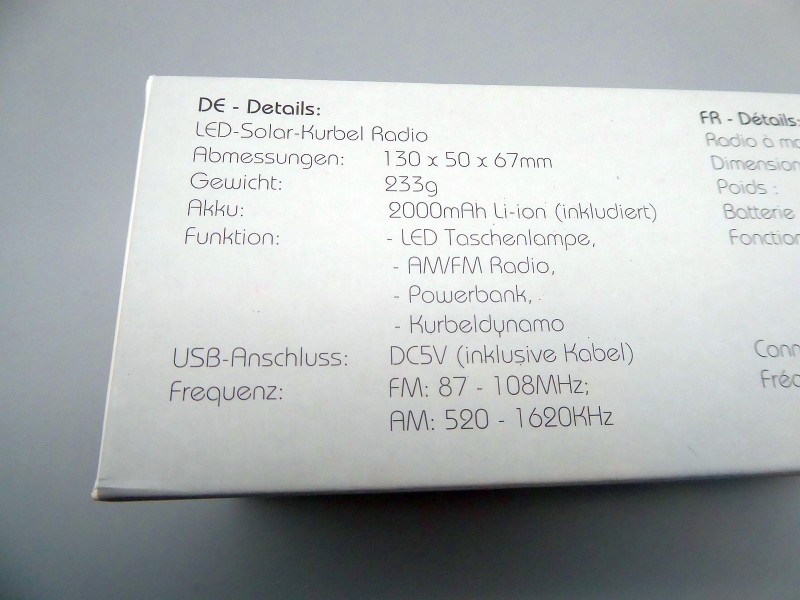 DE - Details:
LED-Solar-Kurbel Radio
Abmessungen: 130 x 50 x 67mm
Gewicht: 233g
Akku: 2000mAh Li-ion (inkludiert)
Funktion: - LED Taschenlampe,
- AM/FM Radio,
- Powerbank,
- Kurbeldynamo
USB-Anschluss: DC5V (inklusive Kabel)
Frequenz: FM: 87 - 108MHz;
AM: 520 - 1620KHz
FR - Détails:
Radio à
Poids :
Batterie